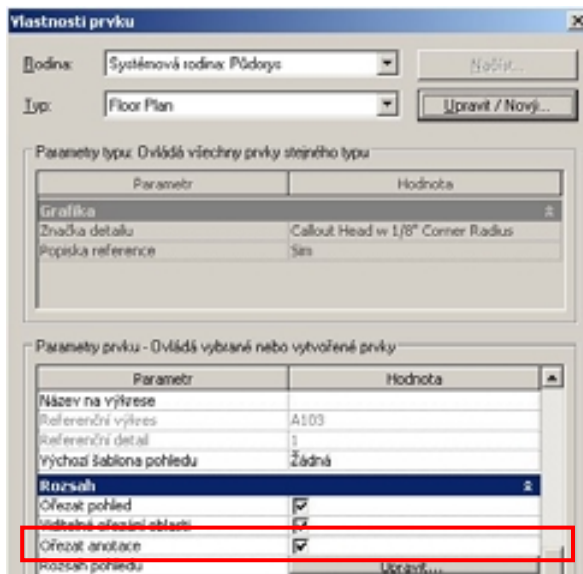 Vlastnosti prvku
Rodina: Systémová rodina: Půdorys Načíst...
Typ: Floor Plan Upravit / Nový...
Parametry typu: Ovládá všechny prvky stejného typu
Parametr Hodnota
Grafika
Značka detailu Callout Head w 1/8" Corner Radius
Popiska reference Sim
Parametry prvku - Ovládá vybrané nebo vytvořené prvky
Parametr Hodnota
Název na výkrese
Referenční výkres A103
Referenční detail 1
Výchozí šablona pohledu Žádná
Rozsah
Ořezat pohled
Viditelné ořezání oblasti
Ořezat anotace
Rozsah pohledu Upravit...